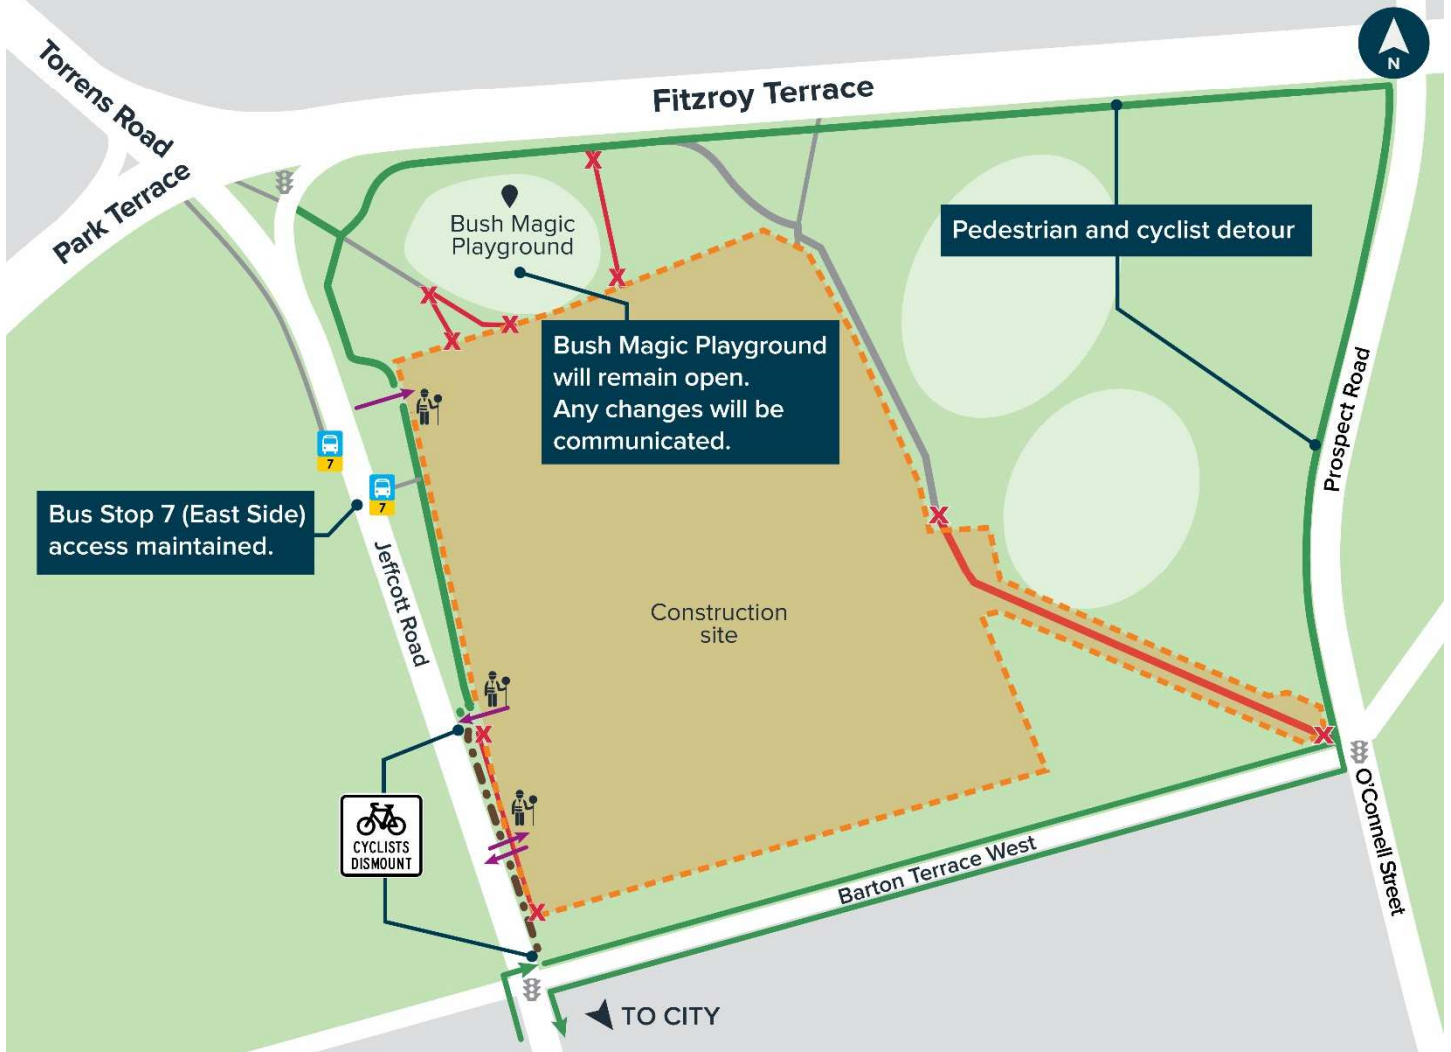 N
Torrens Road
Fitzroy Terrace
Park Terrace
Bush Magic
Playground
Pedestrian and cyclist detour
Bush Magic Playground
will remain open.
Any changes will be
communicated.
Prospect Road
7
7
Bus Stop 7 (East Side)
access maintained.
Jeffcott Road
Construction
site
CYCLISTS
DISMOUNT
Barton Terrace West
O'Connell Street
TO CITY